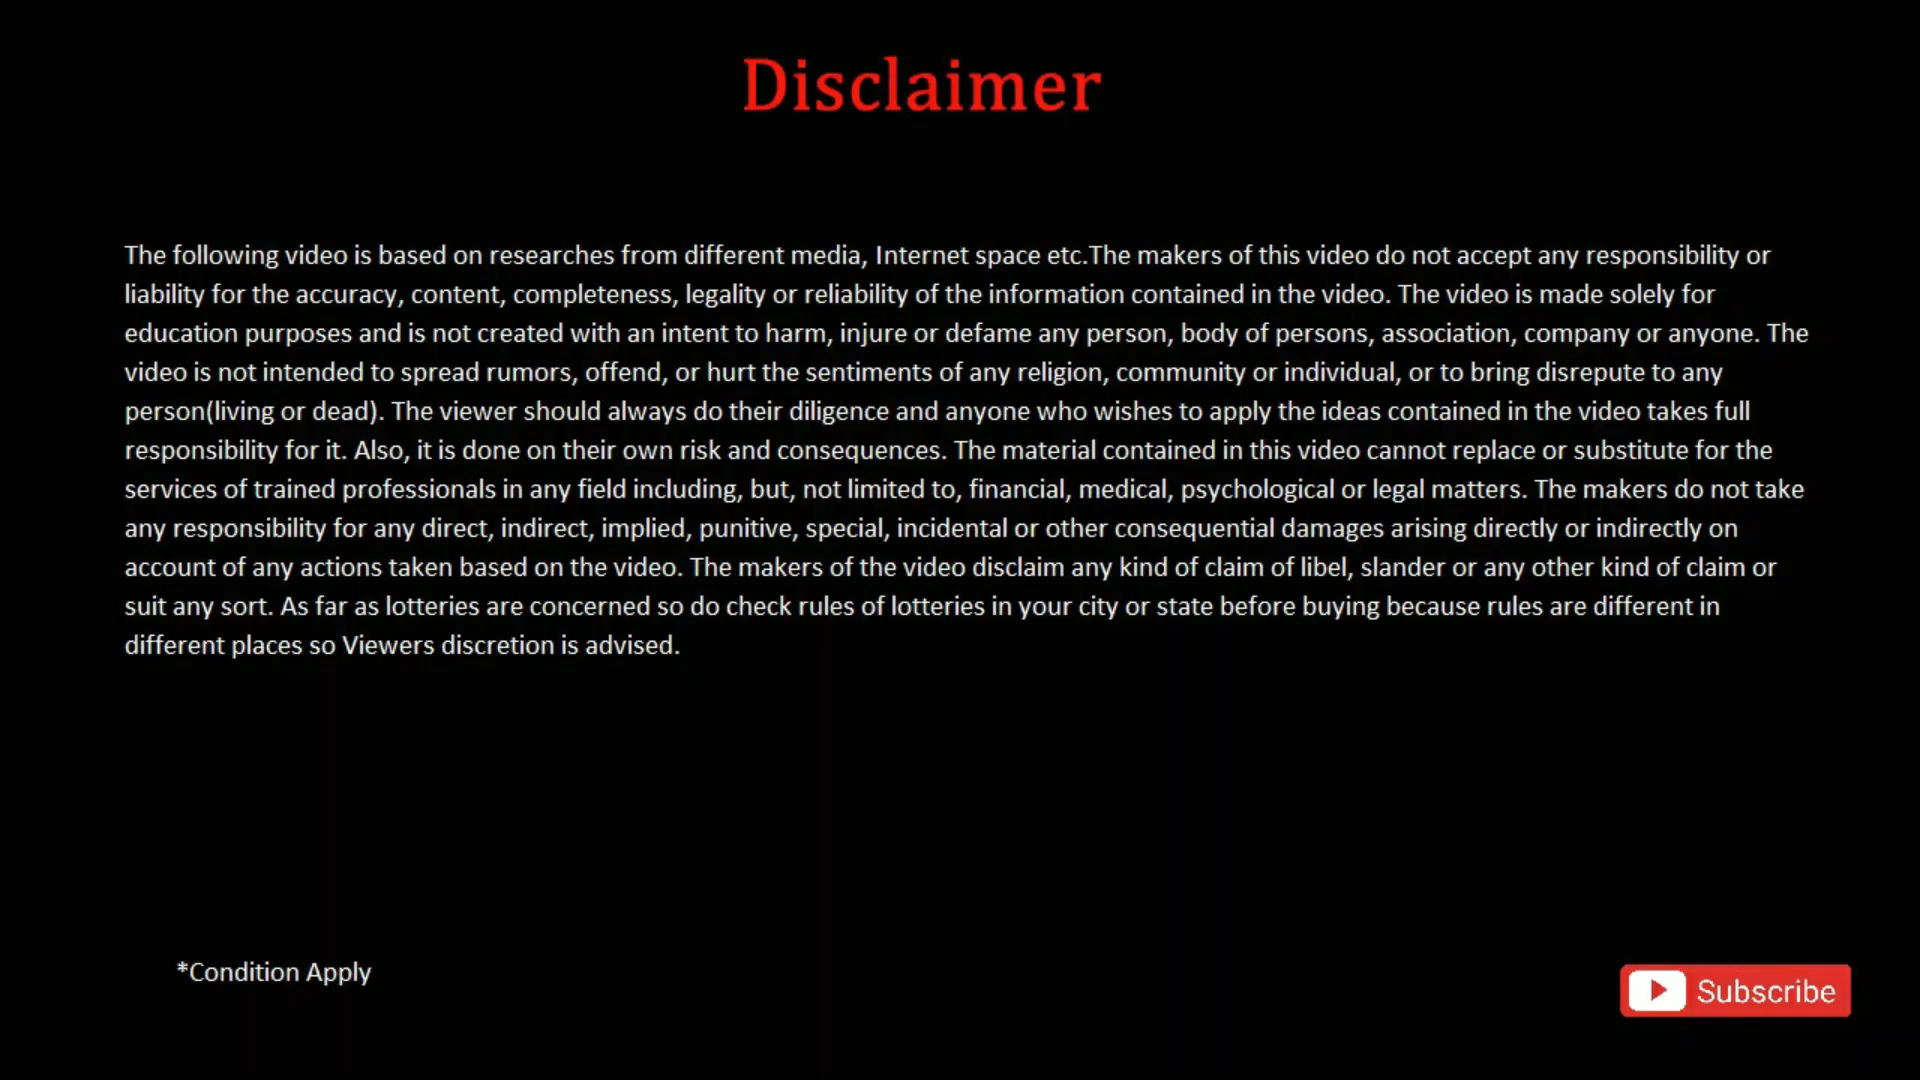 Disclaimer
The following video is based on researches from different media, Internet space etc.The makers of this video do not accept any responsibility or
liability for the accuracy, content, completeness, legality or reliability of the information contained in the video. The video is made solely for
education purposes and is not created with an intent to harm, injure or defame any person, body of persons, association, company or anyone. The
video is not intended to spread rumors, offend, or hurt the sentiments of any religion, community or individual, or to bring disrepute to any
person(living or dead). The viewer should always do their diligence and anyone who wishes to apply the ideas contained in the video takes full
responsibility for it. Also, it is done on their own risk and consequences. The material contained in this video cannot replace or substitute for the
services of trained professionals in any field including, but, not limited to, financial, medical, psychological or legal matters. The makers do not take
any responsibility for any direct, indirect, implied, punitive, special, incidental or other consequential damages arising directly or indirectly on
account of any actions taken based on the video. The makers of the video disclaim any kind of claim of libel, slander or any other kind of claim or
suit any sort. As far as lotteries are concerned so do check rules of lotteries in your city or state before buying because rules are different in
different places so Viewers discretion is advised.
*Condition Apply
Subscribe